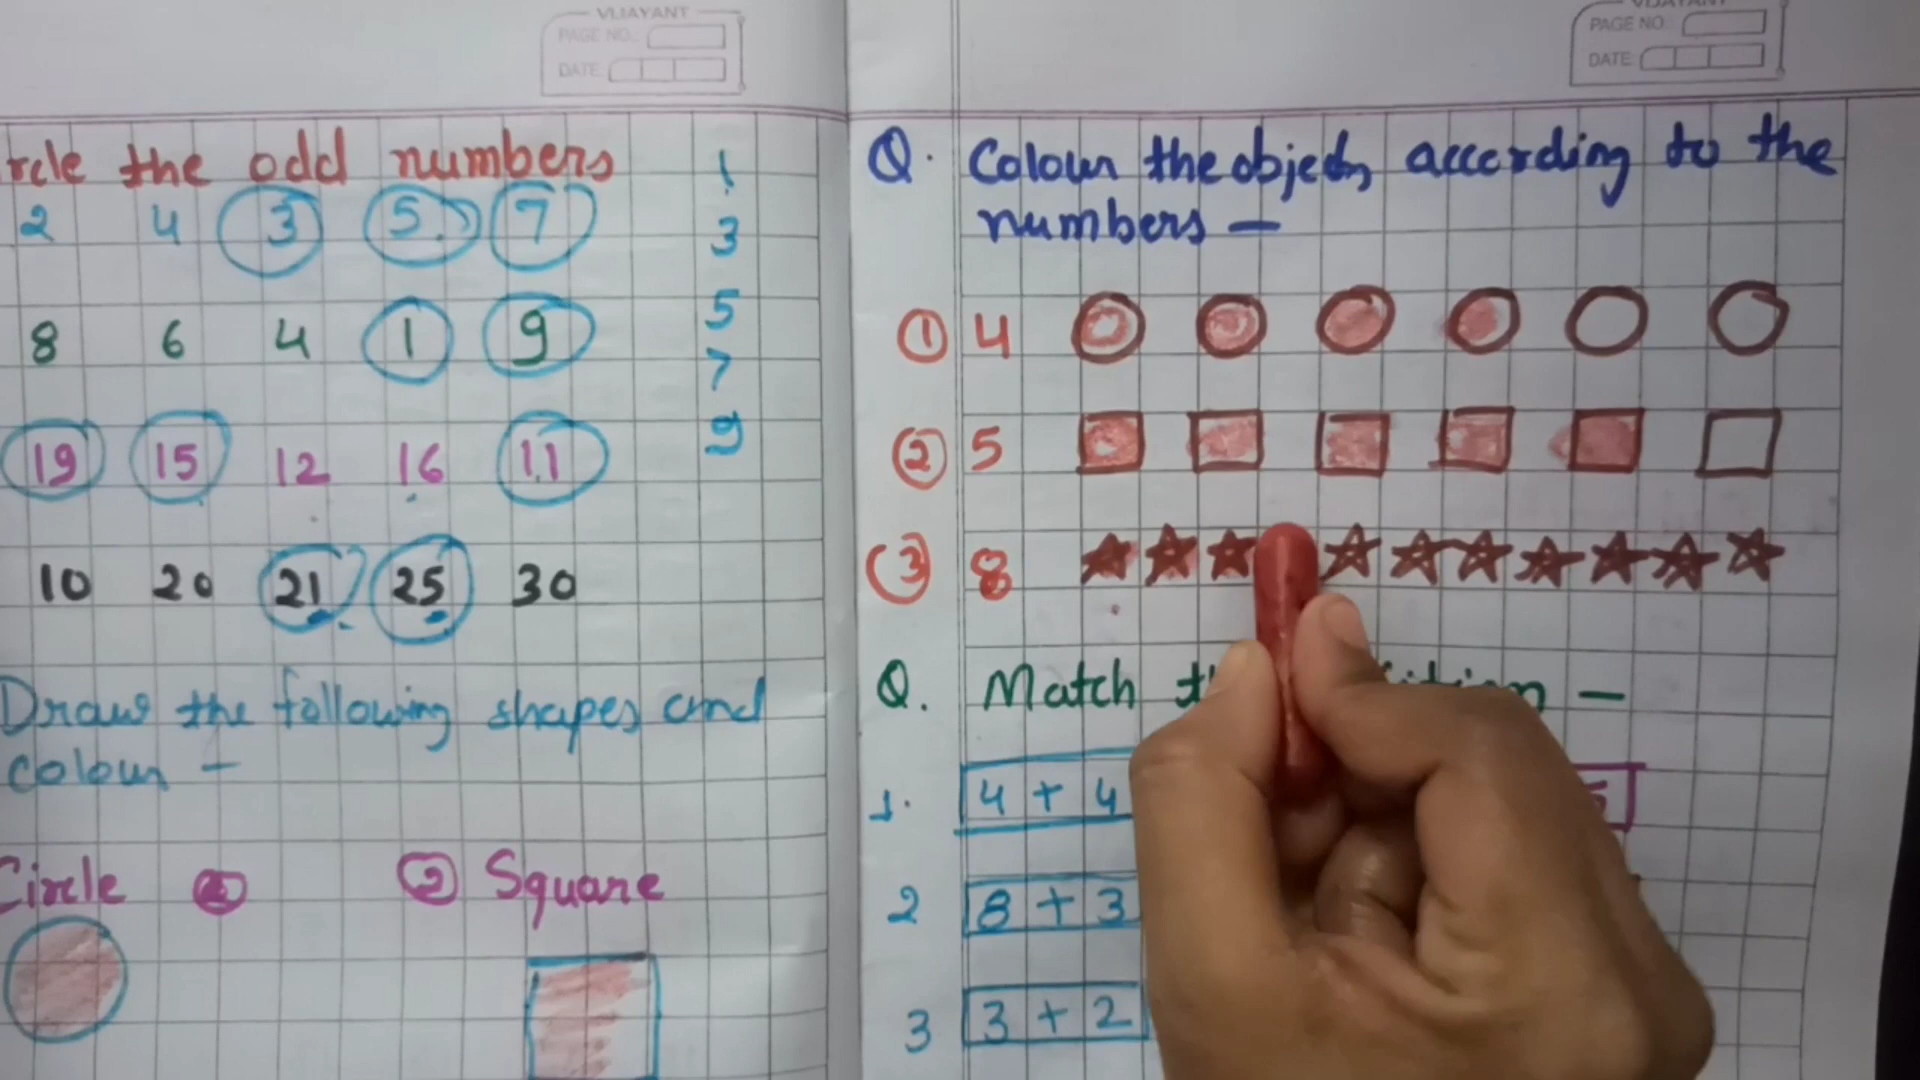 VIJAYANT
PAGE NO.:
DATE:
rcle the odd numbers
2 4 3 5 7
8 6 4 1 9
19 15 12 16 11
10 20 21 25 30
1
3
5
7
9
Draw the following shapes and
colour –
Circle
② Square
PAGE NO.
DATE:
Q. Colour the objects according to the
numbers –
① 4
② 5
③ 8
Q. Match –
1. 4 + 4
2 8 + 3
3 3 + 2